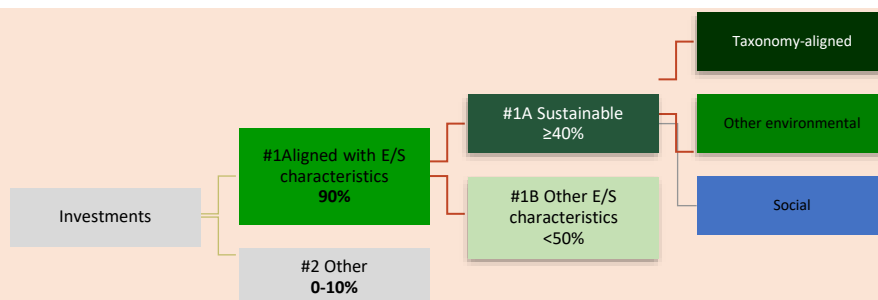 Taxonomy-aligned
#1A Sustainable
≥40%
Other environmental
#1Aligned with E/S
characteristics
90%
#1B Other E/S
characteristics
<50%
Social
Investments
#2 Other
0-10%